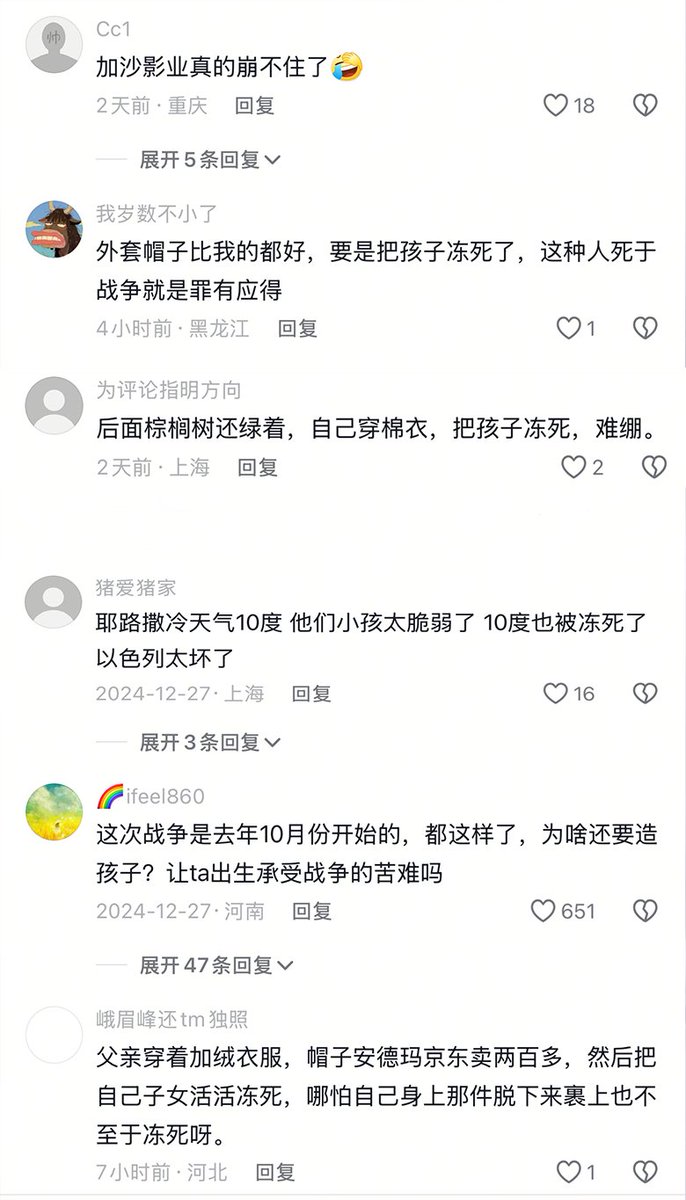 帅
Cc1
加沙影业真的崩不住了🤣
2天前·重庆 回复
18
展开5条回复
我岁数不小了
外套帽子比我的都好，要是把孩子冻死了，这种人死于
战争就是罪有应得
4小时前·黑龙江 回复
1
为评论指明方向
后面棕榈树还绿着，自己穿棉衣，把孩子冻死，难绷。
2天前·上海 回复
2
猪爱猪家
耶路撒冷天气10度 他们小孩太脆弱了 10度也被冻死了
以色列太坏了
2024-12-27·上海 回复
16
展开3条回复
🌈ifeel860
这次战争是去年10月份开始的，都这样了，为啥还要造
孩子？让ta出生承受战争的苦难吗
2024-12-27·河南 回复
651
展开47条回复
峨眉峰还tm独照
父亲穿着加绒衣服，帽子安德玛京东卖两百多，然后把
自己子女活活冻死，哪怕自己身上那件脱下来裹上也不
至于冻死呀。
7小时前·河北 回复
1